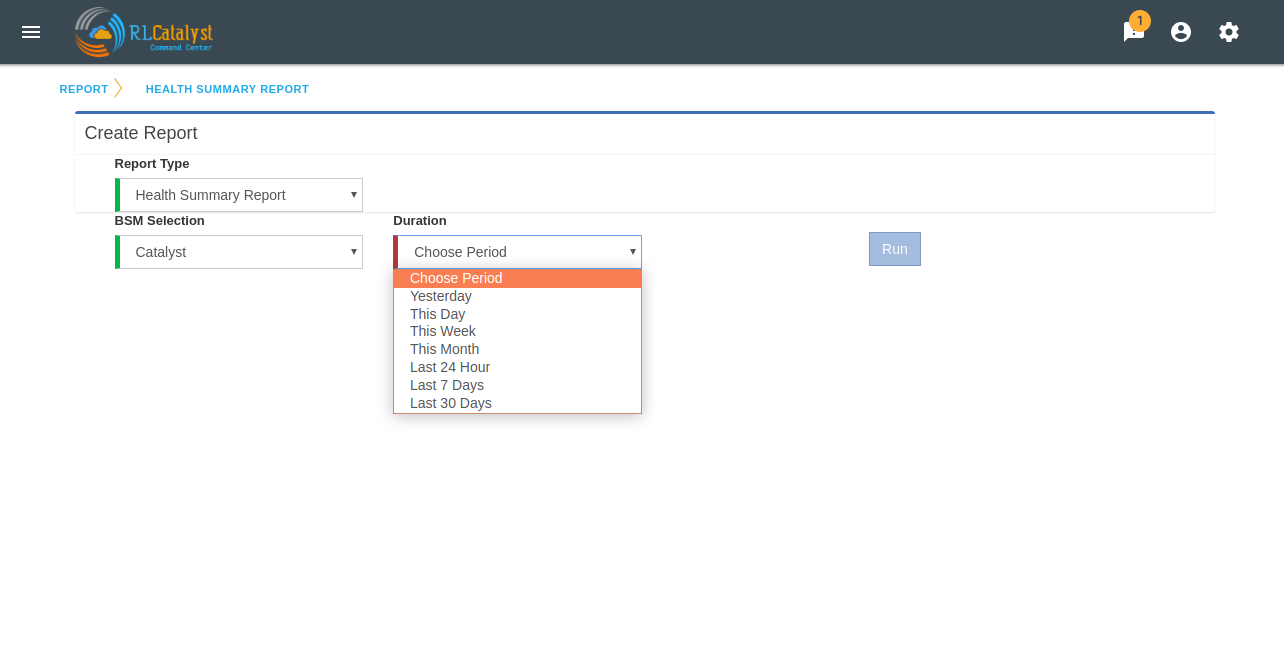 RLCatalyst
Command Center
1
REPORT
HEALTH SUMMARY REPORT
Create Report
Report Type
Health Summary Report
BSM Selection
Duration
Catalyst
Choose Period
Run
Choose Period
Yesterday
This Day
This Week
This Month
Last 24 Hour
Last 7 Days
Last 30 Days